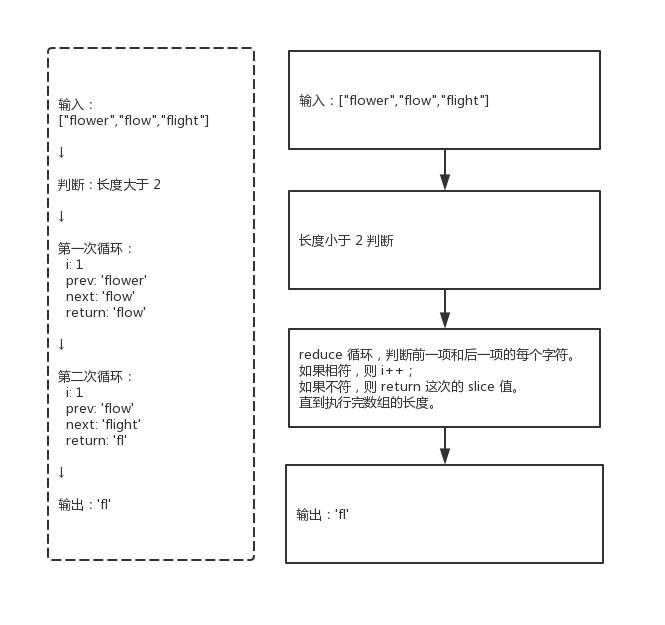 输入：
["flower","flow","flight"]
↓
判断：长度大于 2
↓
第一次循环：
i: 1
prev: 'flower'
next: 'flow'
return: 'flow'
↓
第二次循环：
i: 1
prev: 'flow'
next: 'flight'
return: 'fl'
↓
输出：'fl'
输入：["flower","flow","flight"]
长度小于 2 判断
reduce 循环，判断前一项和后一项的每个字符。
如果相符，则 i++；
如果不符，则 return 这次的 slice 值。
直到执行完数组的长度。
输出：'fl'